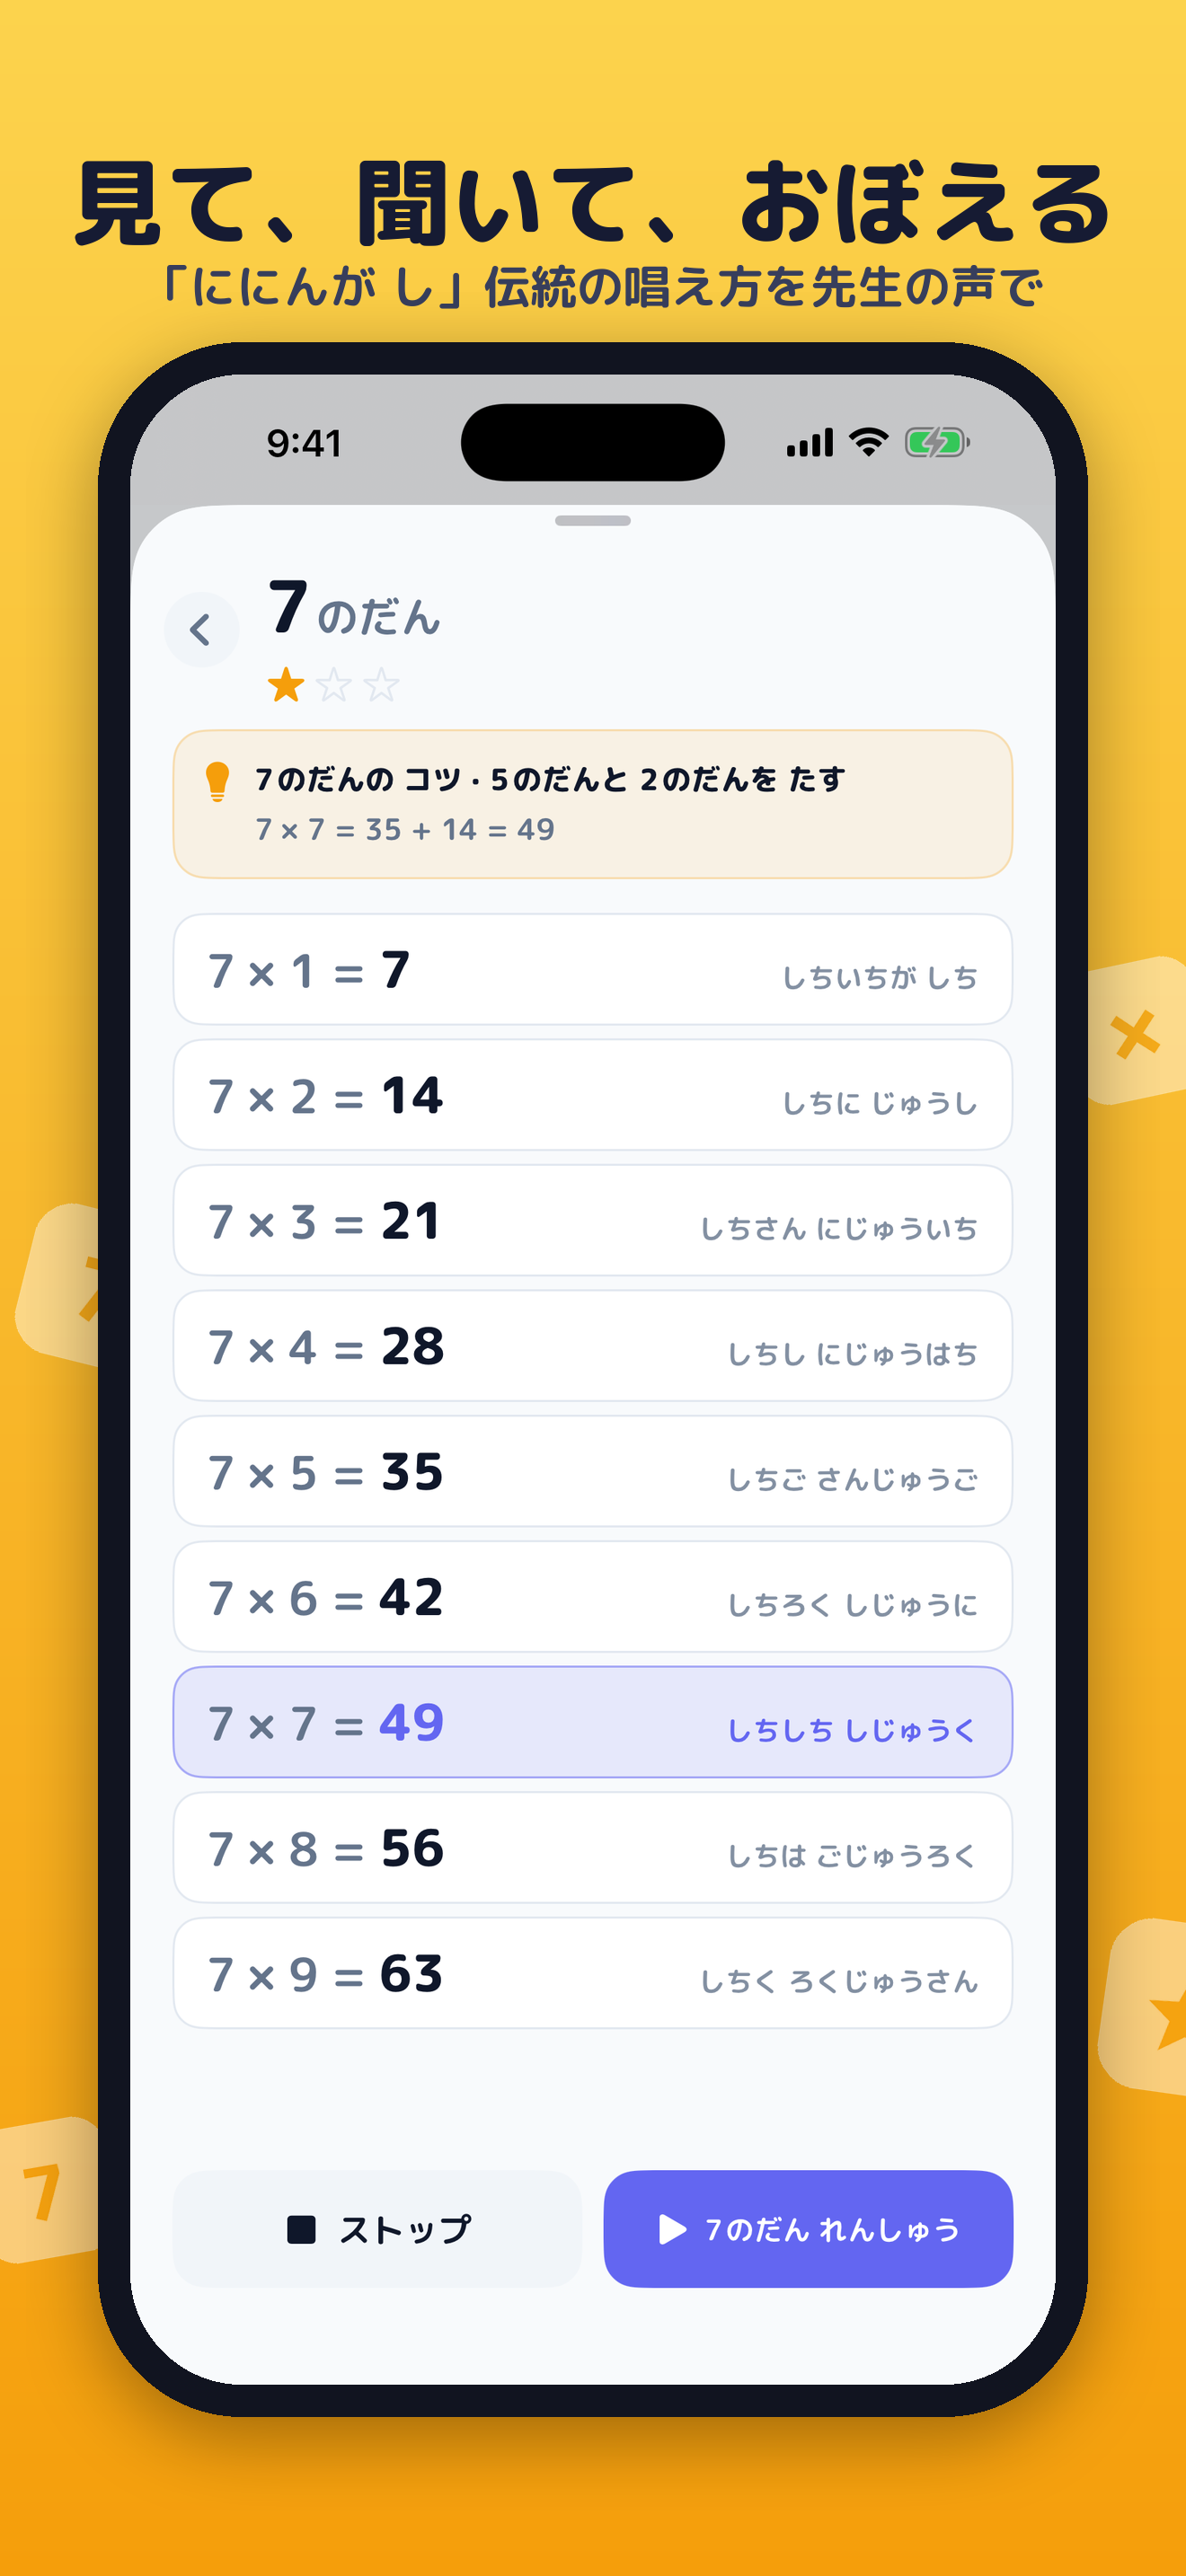 見て、聞いて、おぼえる
「ににんが し」伝統の唱え方を先生の声で
9:41
7のだん
7のだんの コツ · 5のだんと 2のだんを たす
7 × 7 = 35 + 14 = 49
7 × 1 = 7 しちいちが しち
7 × 2 = 14 しちに じゅうし
×
7 × 3 = 21 しちさん にじゅういち
7
7 × 4 = 28 しちし にじゅうはち
7 × 5 = 35 しちご さんじゅうご
7 × 6 = 42 しちろく しじゅうに
7 × 7 = 49 しちしち しじゅうく
7 × 8 = 56 しちは ごじゅうろく
7 × 9 = 63 しちく ろくじゅうさん
7
ストップ
7のだん れんしゅう